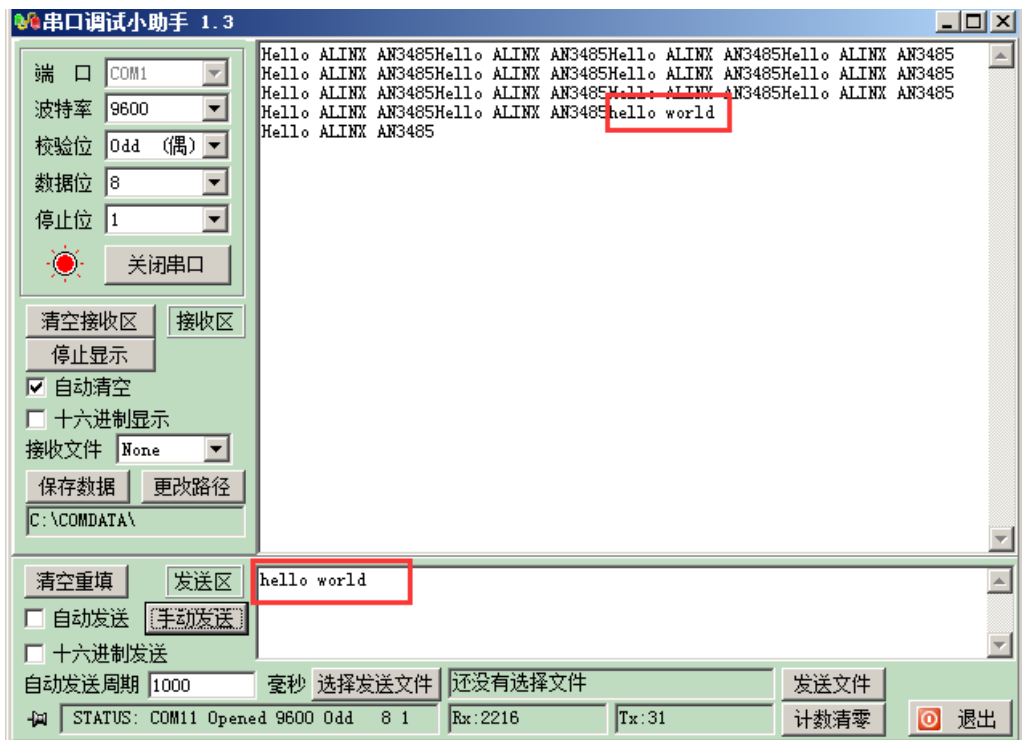 串口调试小助手 1.3
端 口 COM1
波特率 9600
校验位 Odd (偶)
数据位 8
停止位 1
关闭串口
清空接收区 接收区
停止显示
自动清空
十六进制显示
接收文件 None
保存数据 更改路径
C:\COMDATA\
Hello ALINX AN3485Hello ALINX AN3485Hello ALINX AN3485Hello ALINX AN3485
Hello ALINX AN3485Hello ALINX AN3485Hello ALINX AN3485Hello ALINX AN3485
Hello ALINX AN3485Hello ALINX AN3485Hello ALINX AN3485Hello ALINX AN3485
Hello ALINX AN3485Hello ALINX AN3485hello world
Hello ALINX AN3485
清空重填 发送区
hello world
自动发送 手动发送
十六进制发送
自动发送周期 1000 毫秒 选择发送文件 还没有选择文件 发送文件
STATUS: COM11 Opened 9600 Odd 8 1 Rx:2216 Tx:31 计数清零 退出